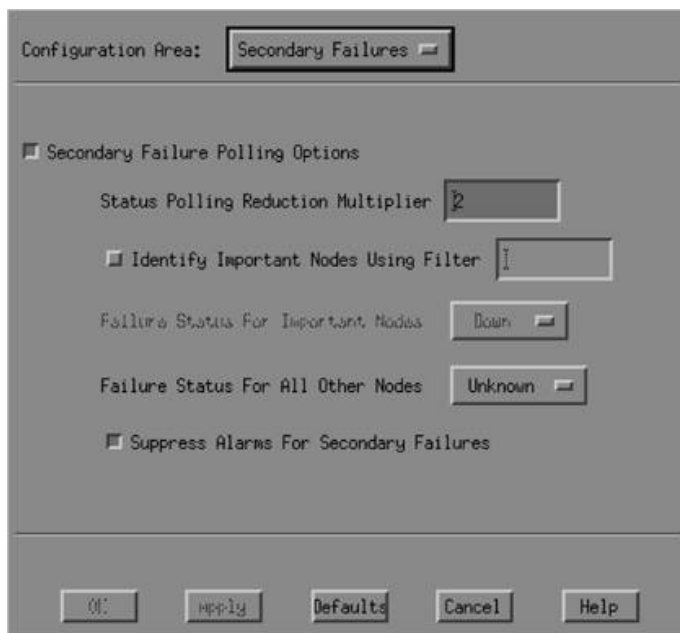 Configuration Area: Secondary Failures
Secondary Failure Polling Options
Status Polling Reduction Multiplier 2
Identify Important Nodes Using Filter
Failure Status For Important Nodes Down
Failure Status For All Other Nodes Unknown
Suppress Alarms For Secondary Failures
OK Apply Defaults Cancel Help